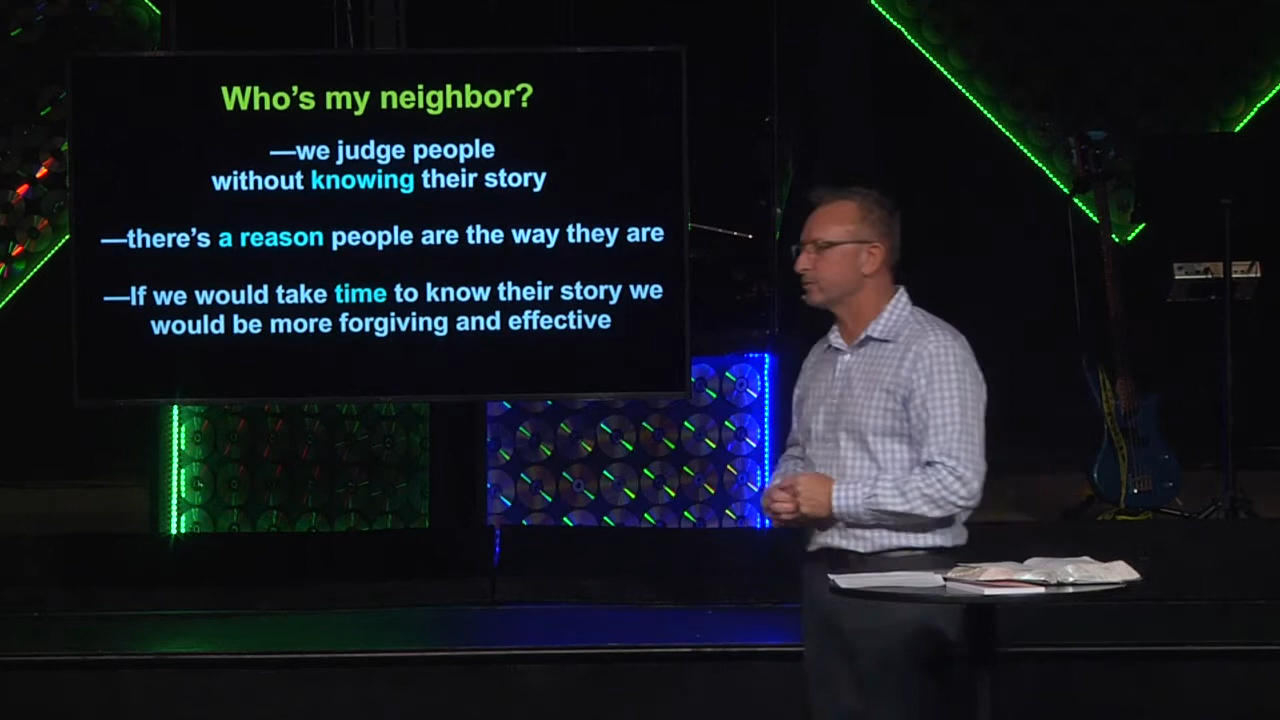 Who's my neighbor?
—we judge people
without knowing their story
—there's a reason people are the way they are
—If we would take time to know their story we
would be more forgiving and effective